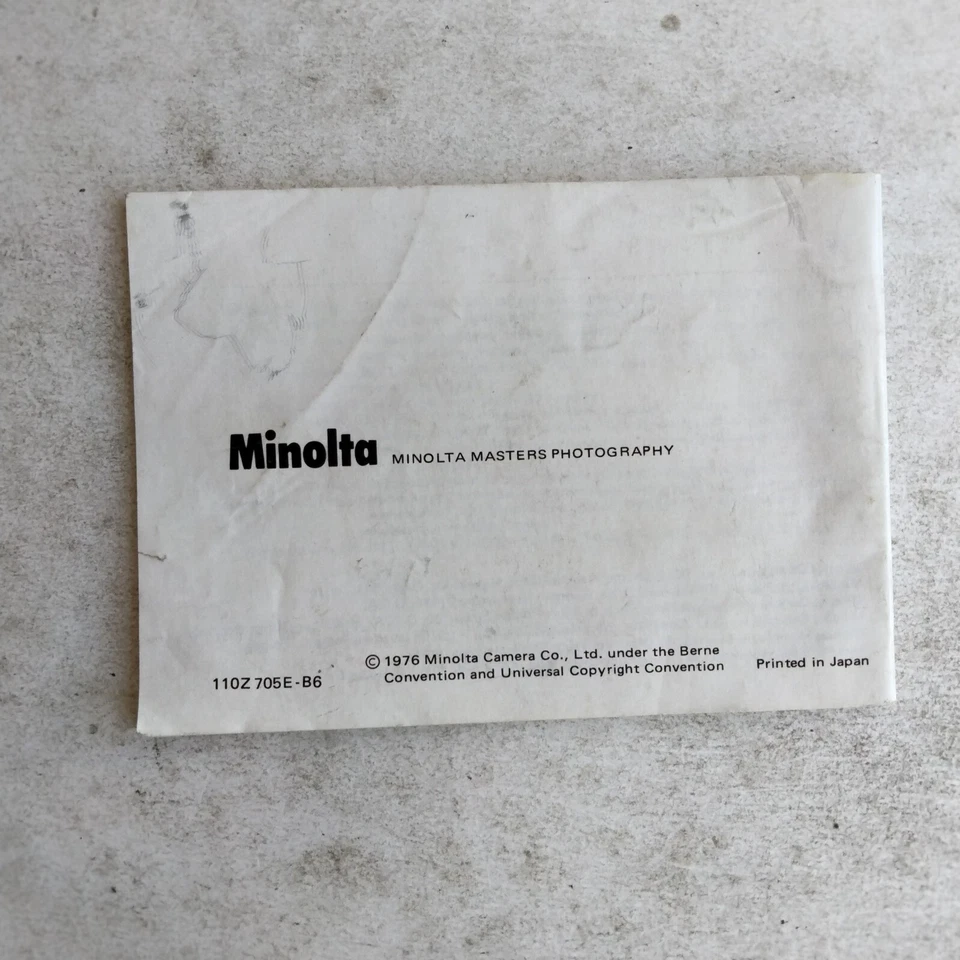 Minolta MINOLTA MASTERS PHOTOGRAPHY
110Z 705E-B6
© 1976 Minolta Camera Co., Ltd. under the Berne
Convention and Universal Copyright Convention
Printed in Japan